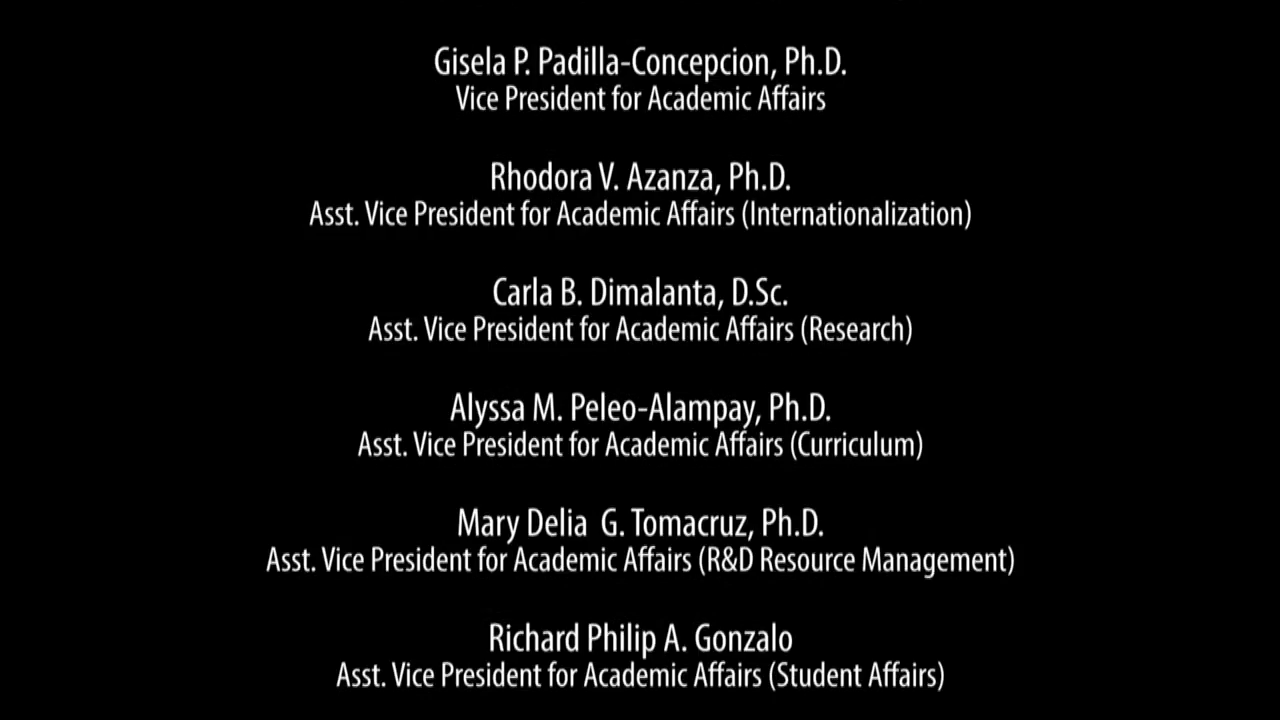 Gisela P. Padilla-Concepcion, Ph.D.
Vice President for Academic Affairs
Rhodora V. Azanza, Ph.D.
Asst. Vice President for Academic Affairs (Internationalization)
Carla B. Dimalanta, D.Sc.
Asst. Vice President for Academic Affairs (Research)
Alyssa M. Peleo-Alampay, Ph.D.
Asst. Vice President for Academic Affairs (Curriculum)
Mary Delia  G. Tomacruz, Ph.D.
Asst. Vice President for Academic Affairs (R&D Resource Management)
Richard Philip A. Gonzalo
Asst. Vice President for Academic Affairs (Student Affairs)